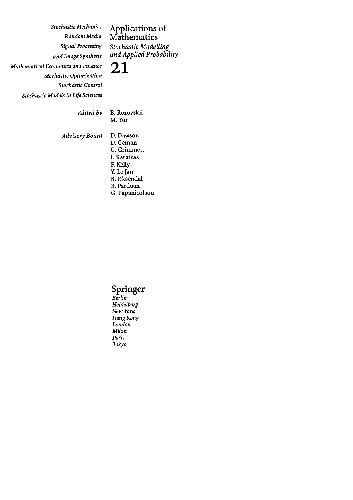 Stochastic Mechanics
Random Media
Signal Processing
and Image Synthesis
Mathematical Economics and Finance
Stochastic Optimization
Stochastic Control
Stochastic Models in Life Sciences
Applications of
Mathematics
Stochastic Modelling
and Applied Probability
21
Edited by
B. Rozovskii
M. Yor
Advisory Board
D. Dawson
D. Geman
G. Grimmett
I. Karatzas
F. Kelly
Y. Le Jan
B. Øksendal
E. Pardoux
G. Papanicolaou
Springer
Berlin
Heidelberg
New York
Hong Kong
London
Milan
Paris
Tokyo